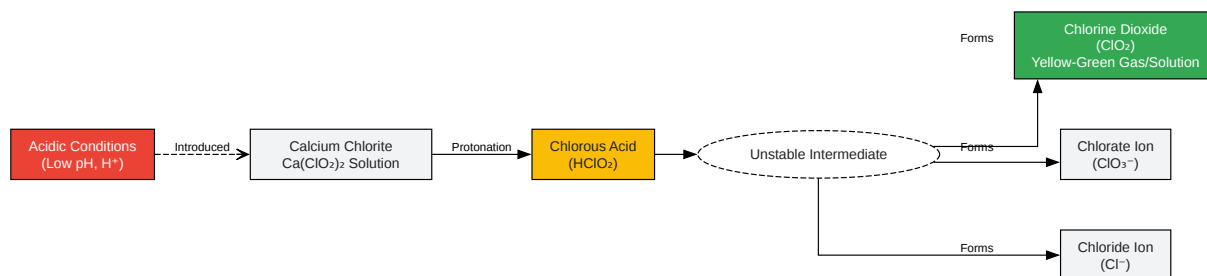 Forms
Chlorine Dioxide
(ClO₂)
Yellow-Green Gas/Solution
Acidic Conditions
(Low pH, H⁺)
Introduced
Calcium Chlorite
Ca(ClO₂)₂ Solution
Protonation
Chlorous Acid
(HClO₂)
Unstable Intermediate
Forms
Chlorate Ion
(ClO₃⁻)
Forms
Chloride Ion
(Cl⁻)